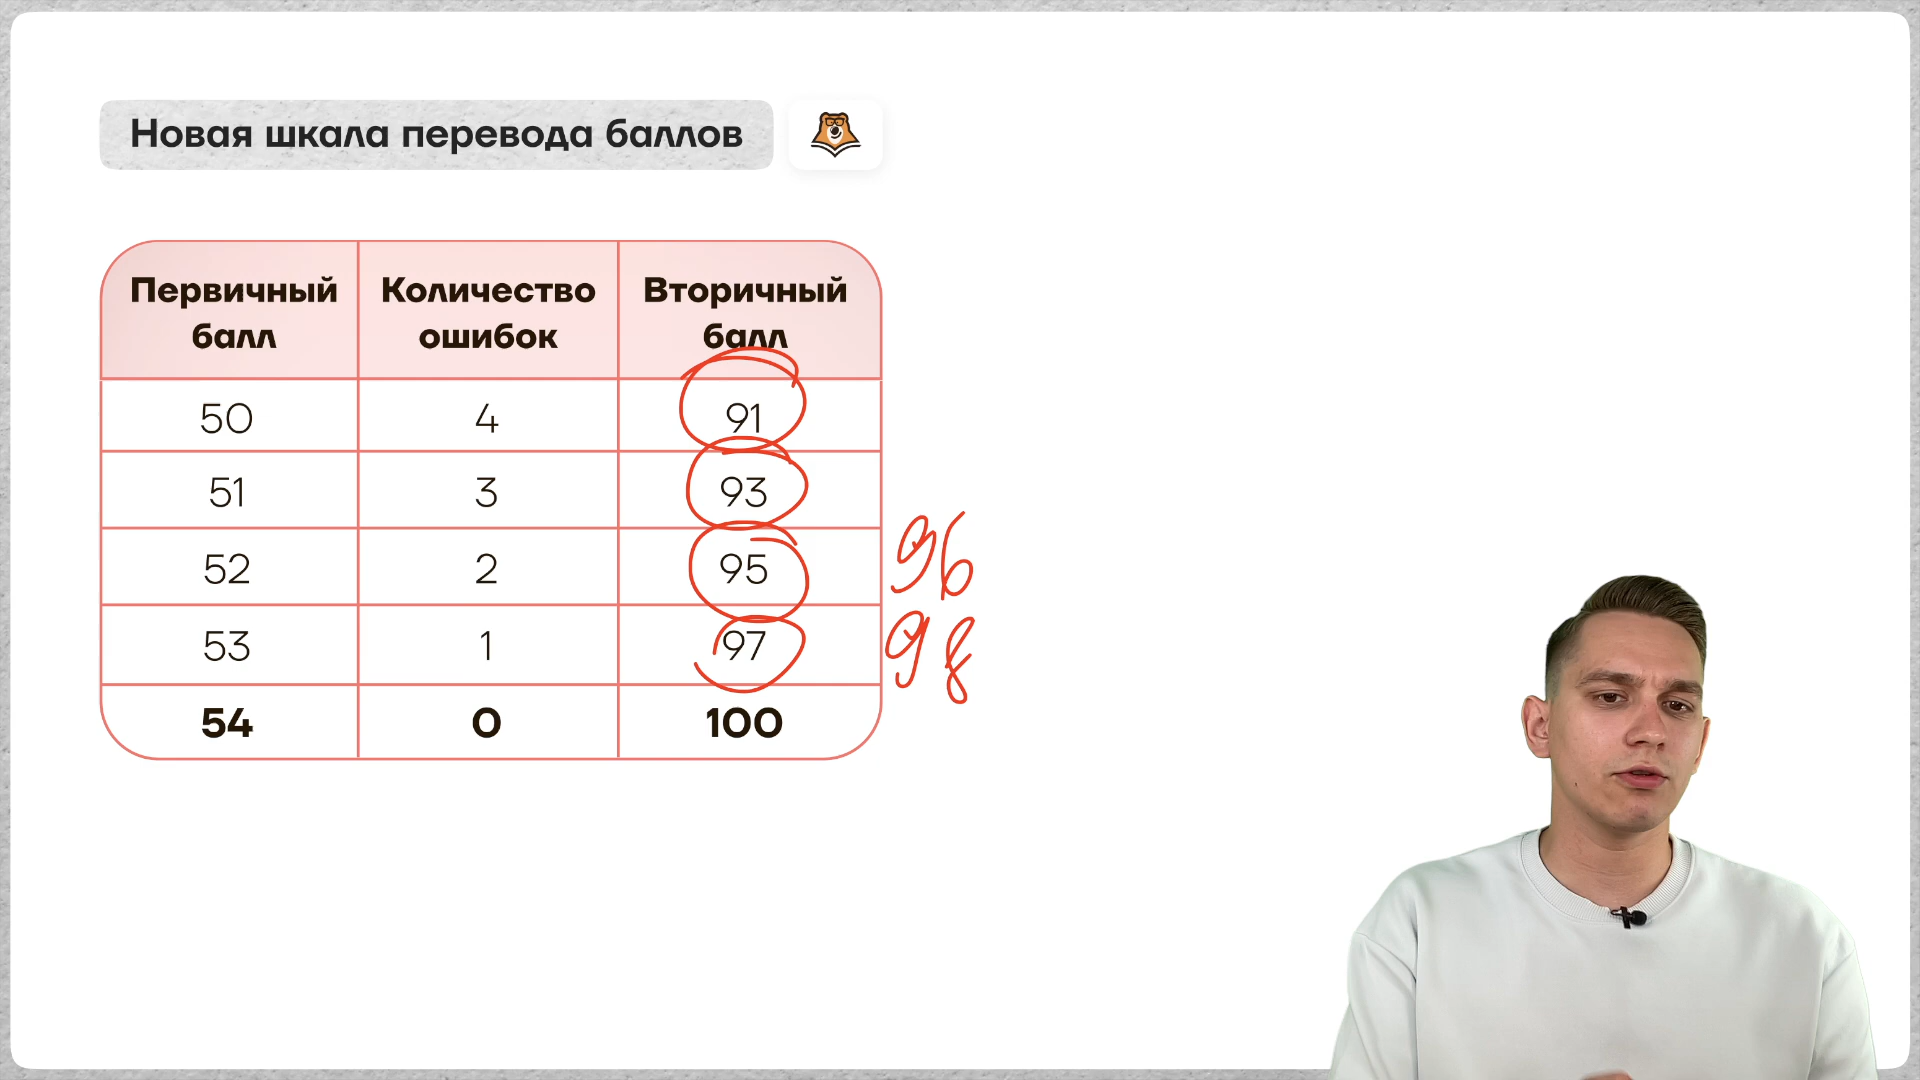 Новая шкала перевода баллов
Первичный балл Количество ошибок Вторичный балл
50 4 91
51 3 93
52 2 95 96
53 1 97 98
54 0 100